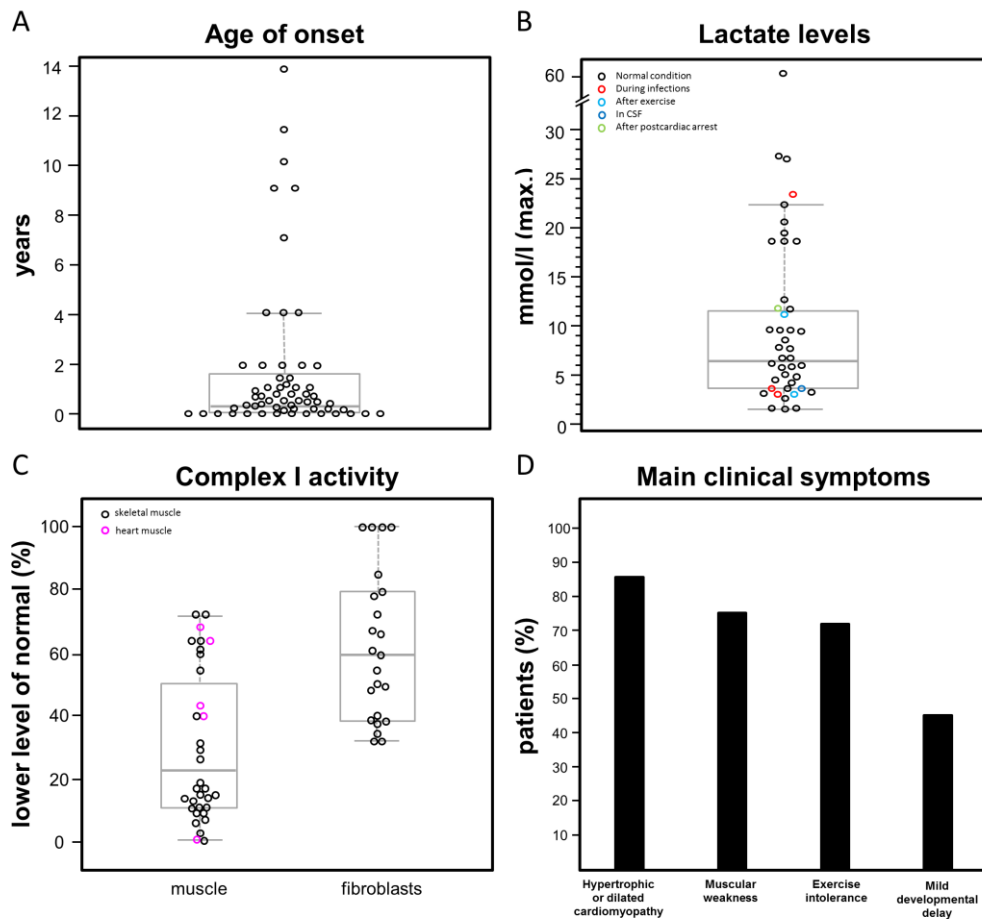 A
Age of onset
years
14
12
10
8
6
4
2
0
B
Lactate levels
mmol/l (max.)
60
30
25
20
15
10
5
0
Normal condition
During infections
After exercise
In CSF
After postcardiac arrest
C
Complex I activity
lower level of normal (%)
100
80
60
40
20
0
skeletal muscle
heart muscle
muscle
fibroblasts
D
Main clinical symptoms
patients (%)
100
90
80
70
60
50
40
30
20
10
Hypertrophic
or dilated
cardiomyopathy
Muscular
weakness
Exercise
intolerance
Mild
developmental
delay